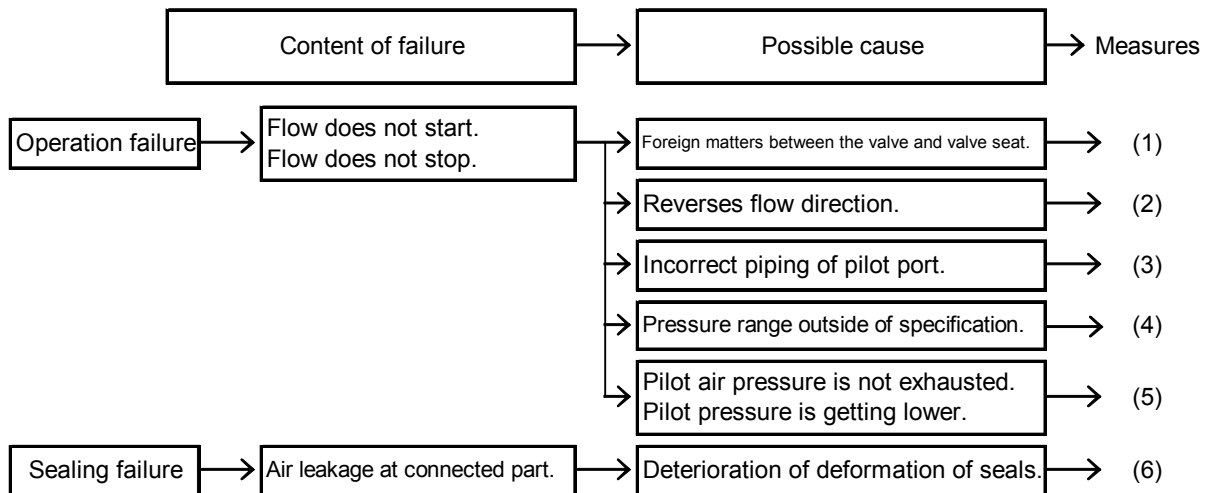 Content of failure
Possible cause
Measures
Operation failure
Flow does not start.
Flow does not stop.
Foreign matters between the valve and valve seat.
(1)
Reverses flow direction.
(2)
Incorrect piping of pilot port.
(3)
Pressure range outside of specification.
(4)
Pilot air pressure is not exhausted.
Pilot pressure is getting lower.
(5)
Sealing failure
Air leakage at connected part.
Deterioration of deformation of seals.
(6)